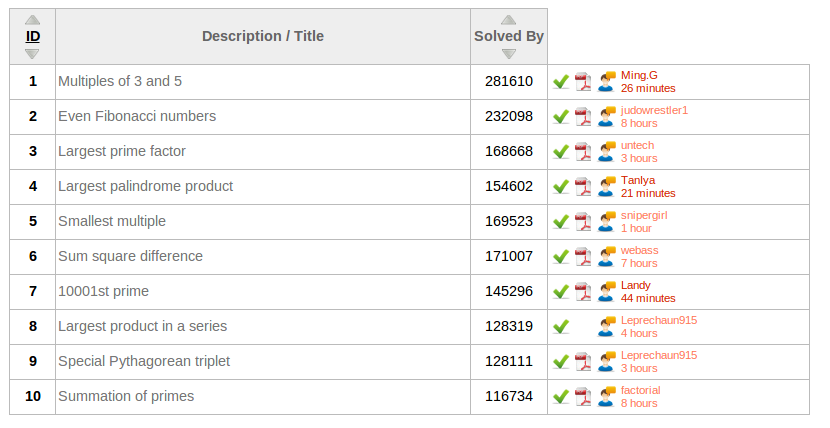 ID Description / Title Solved By
1 Multiples of 3 and 5 281610 Ming.G
26 minutes
2 Even Fibonacci numbers 232098 judowrestler1
8 hours
3 Largest prime factor 168668 untech
3 hours
4 Largest palindrome product 154602 Tanlya
21 minutes
5 Smallest multiple 169523 snipergirl
1 hour
6 Sum square difference 171007 webass
7 hours
7 10001st prime 145296 Landy
44 minutes
8 Largest product in a series 128319 Leprechaun915
4 hours
9 Special Pythagorean triplet 128111 Leprechaun915
3 hours
10 Summation of primes 116734 factorial
8 hours